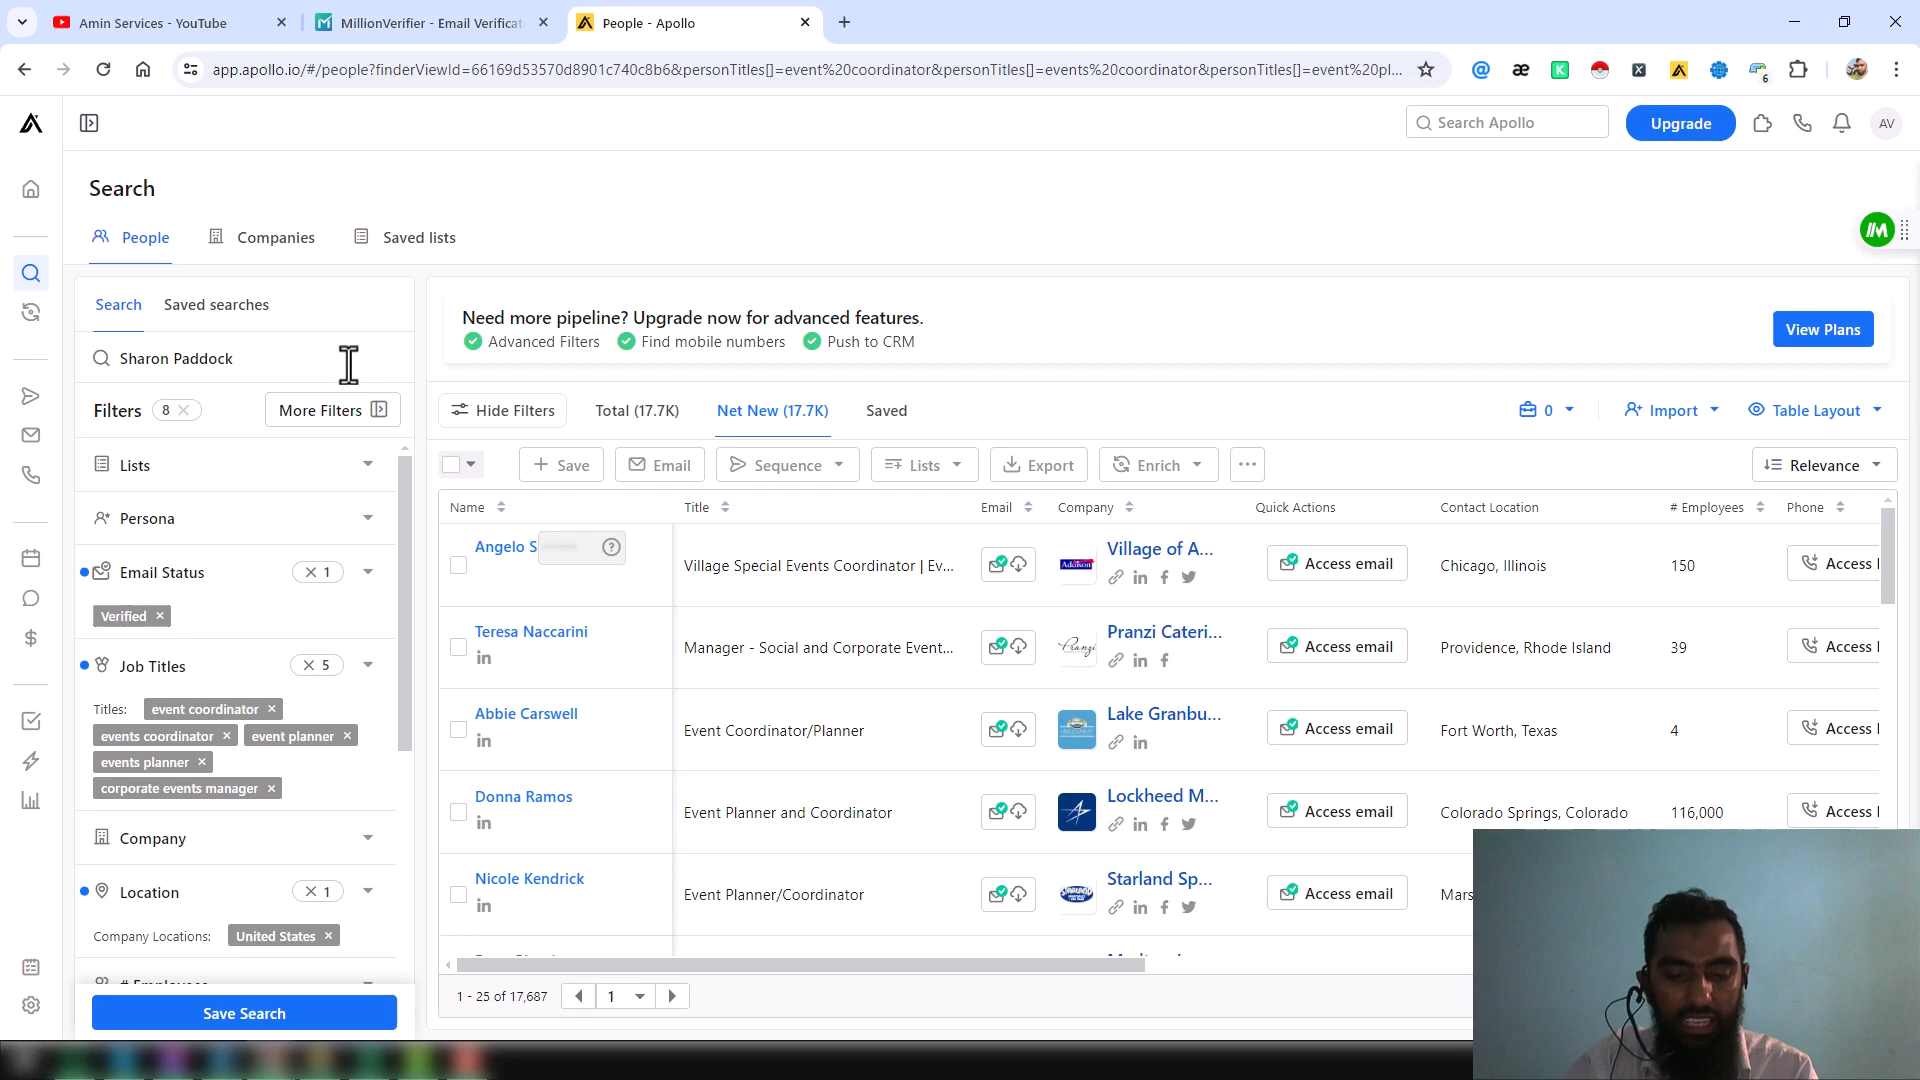 Amin Services - YouTube
MillionVerifier - Email Verificat
People - Apollo
app.apollo.io/#/people?finderViewId=66169d53570d8901c740c8b6&personTitles[]=event%20coordinator&personTitles[]=events%20coordinator&personTitles[]=event%20pl...
6
Search Apollo
Upgrade
AV
Search
People
Companies
Saved lists
Search
Saved searches
Sharon Paddock
Filters 8
More Filters
Lists
Persona
Email Status
1
Verified
Job Titles
5
Titles: event coordinator
events coordinator event planner
events planner
corporate events manager
Company
Location
1
Company Locations: United States
# Employees
Save Search
Need more pipeline? Upgrade now for advanced features.
Advanced Filters Find mobile numbers Push to CRM
View Plans
Hide Filters
Total (17.7K)
Net New (17.7K)
Saved
0
Import
Table Layout
Save
Email
Sequence
Lists
Export
Enrich
Relevance
Name Title Email Company Quick Actions Contact Location # Employees Phone
Angelo S Village Special Events Coordinator | Ev... Village of A... Access email Chicago, Illinois 150 Access
Teresa Naccarini Manager - Social and Corporate Event... Pranzi Cateri... Access email Providence, Rhode Island 39 Access
Abbie Carswell Event Coordinator/Planner Lake Granbu... Access email Fort Worth, Texas 4 Access
Donna Ramos Event Planner and Coordinator Lockheed M... Access email Colorado Springs, Colorado 116,000 Access
Nicole Kendrick Event Planner/Coordinator Starland Sp... Access email Mars
1 - 25 of 17,687
1